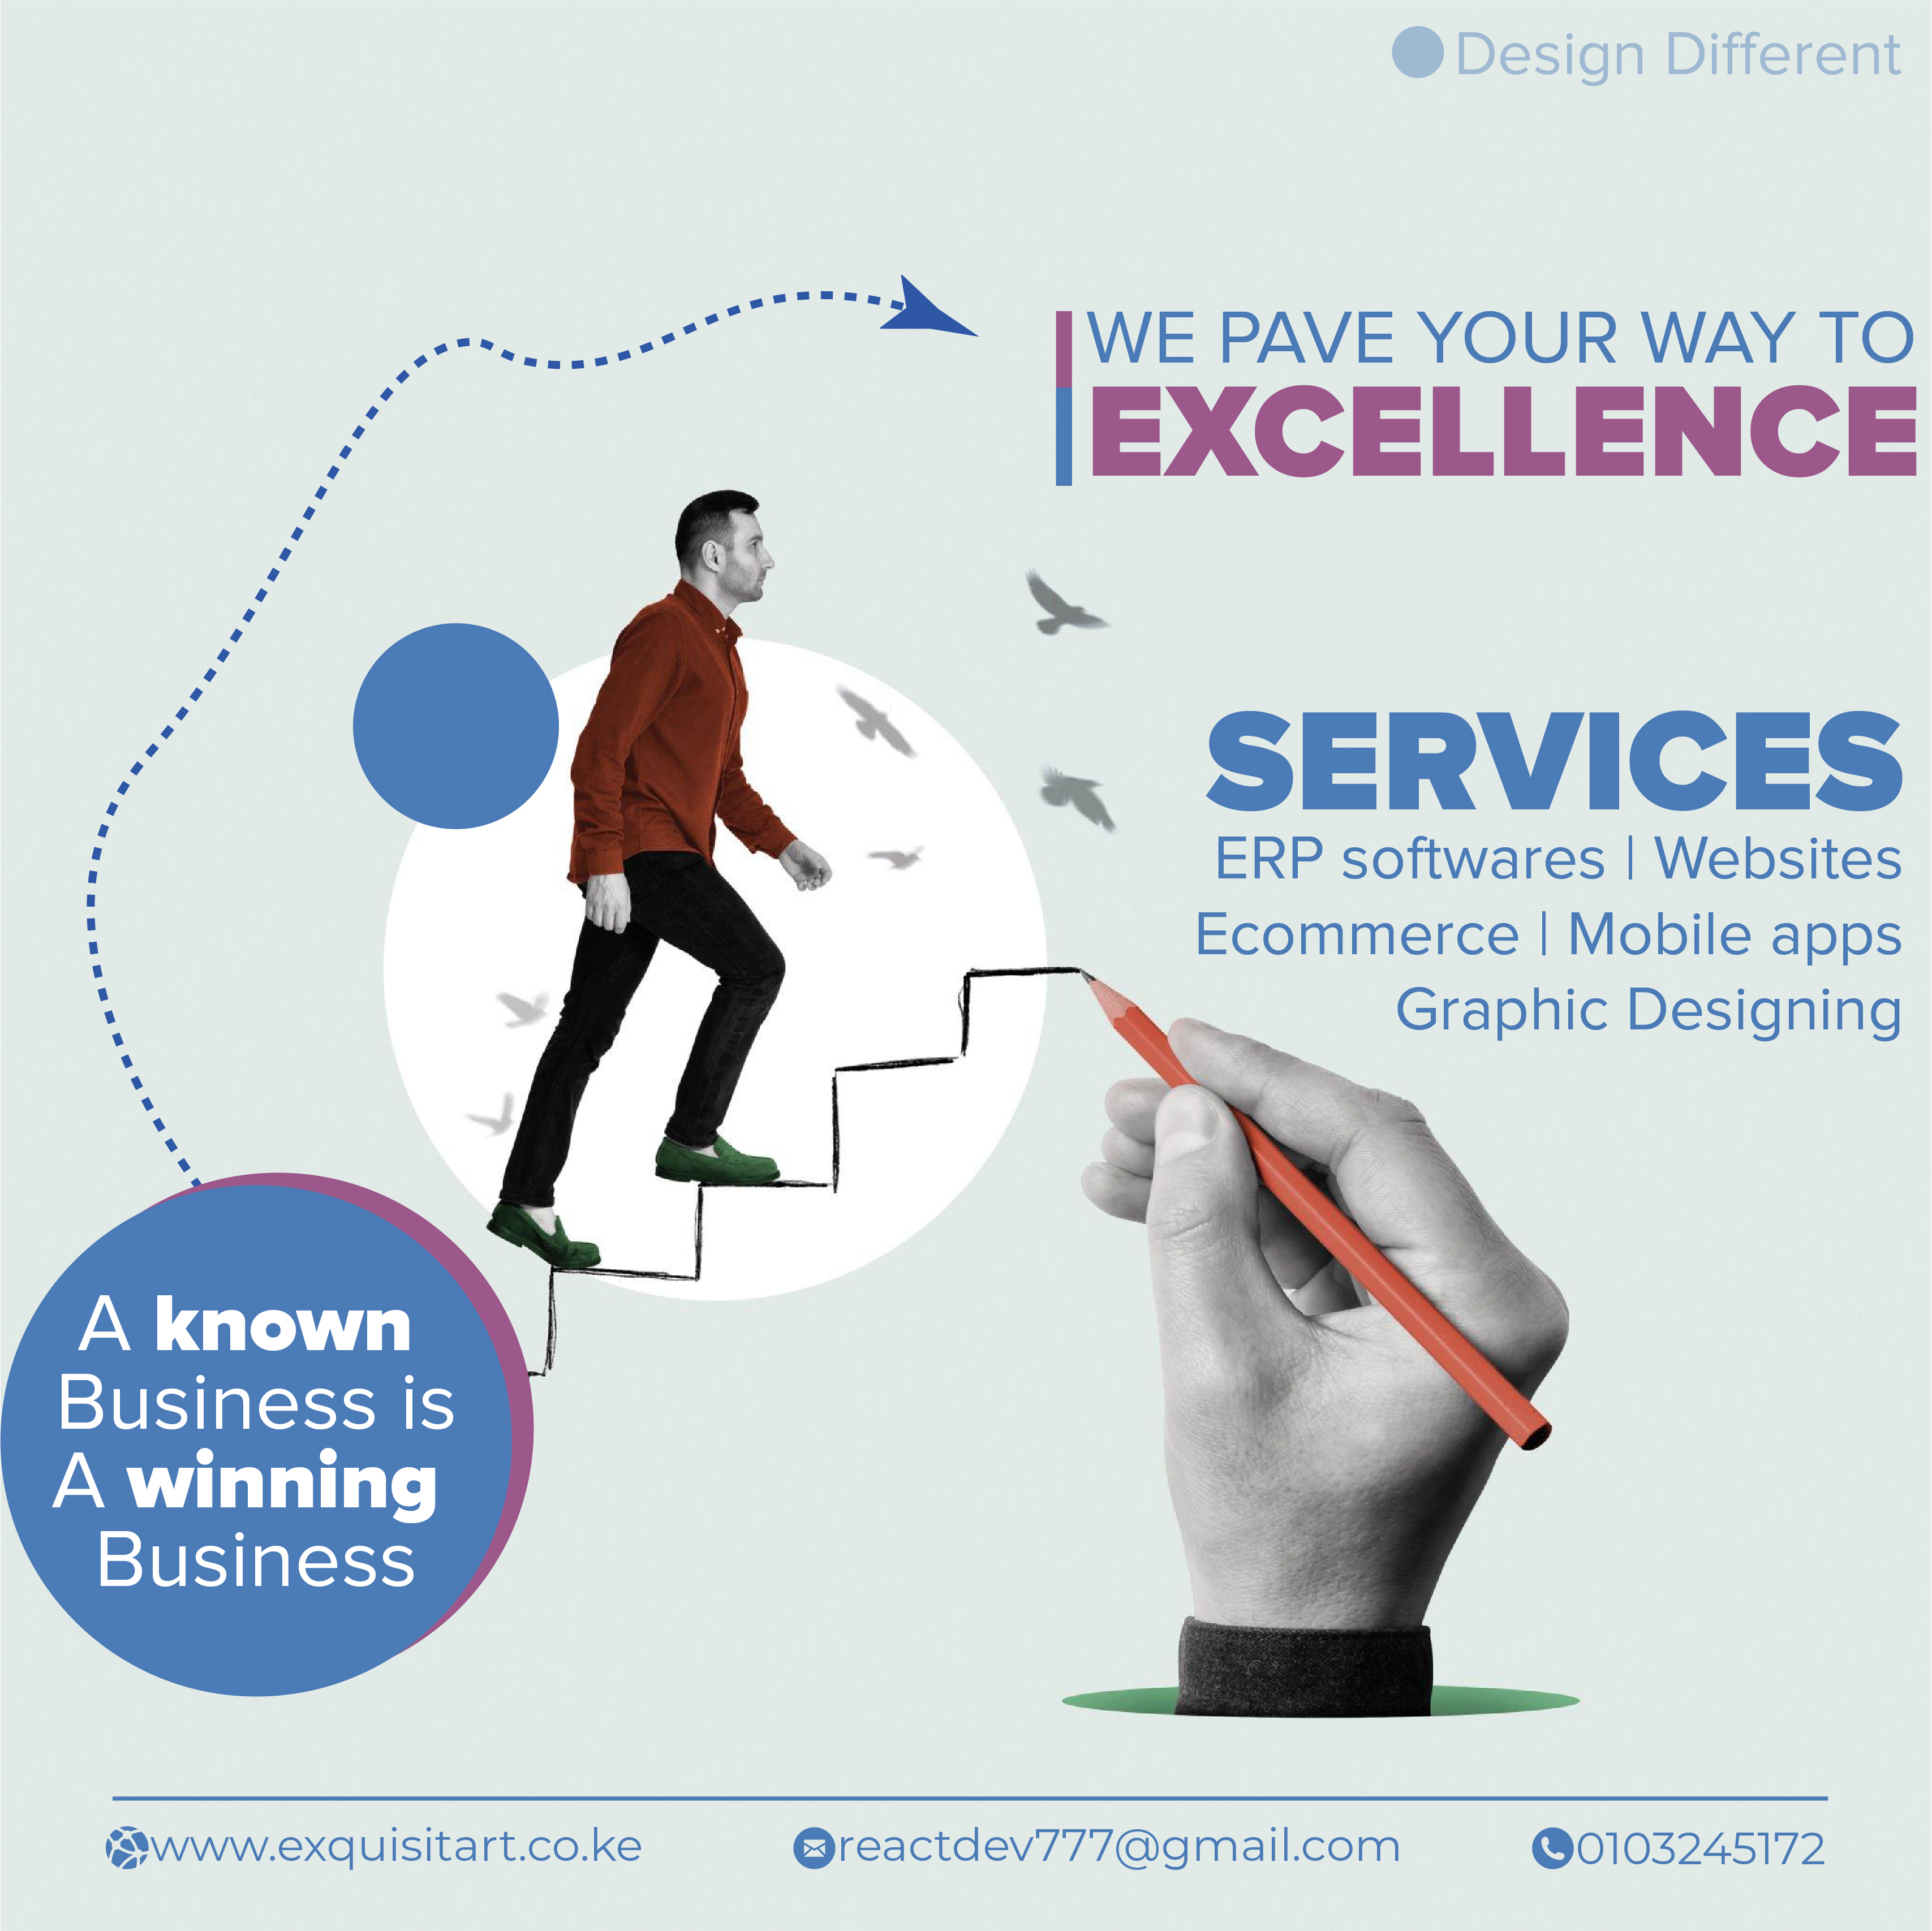 Design Different
WE PAVE YOUR WAY TO
EXCELLENCE
SERVICES
ERP softwares | Websites
Ecommerce | Mobile apps
Graphic Designing
A known
Business is
A winning
Business
www.exquisitart.co.ke
reactdev777@gmail.com
0103245172